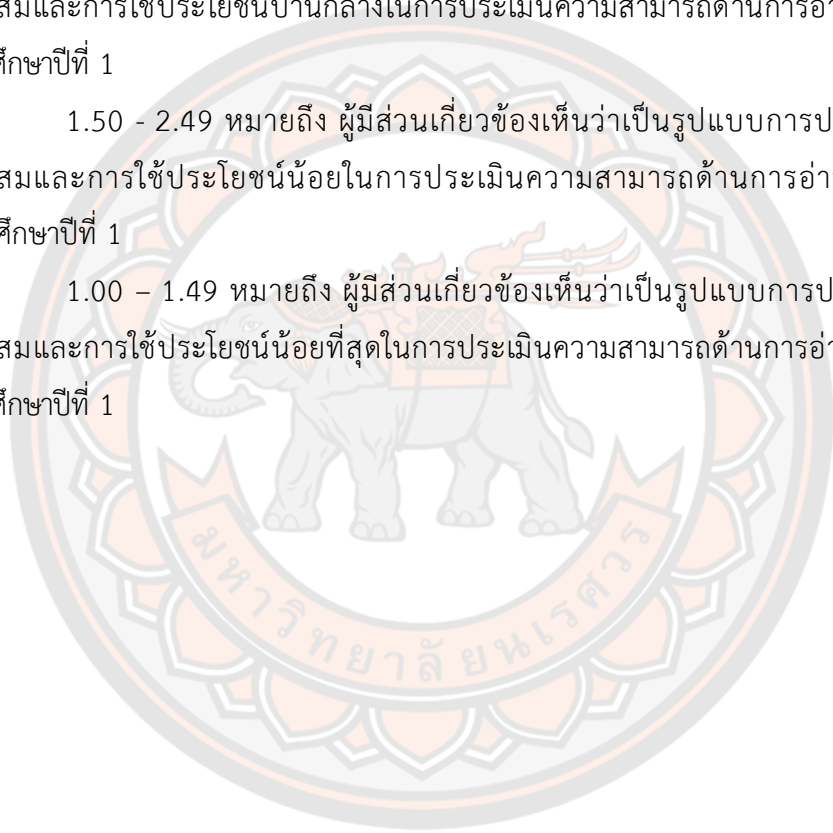 สมและการใช้ประโยชน์ปานกลางในการประเมินความสามารถด้านการอ่า
ศึกษาปีที่ 1
1.50 - 2.49 หมายถึง ผู้มีส่วนเกี่ยวข้องเห็นว่าเป็นรูปแบบการป
สมและการใช้ประโยชน์น้อยในการประเมินความสามารถด้านการอ่า
ศึกษาปีที่ 1
1.00 – 1.49 หมายถึง ผู้มีส่วนเกี่ยวข้องเห็นว่าเป็นรูปแบบการป
สมและการใช้ประโยชน์น้อยที่สุดในการประเมินความสามารถด้านการอ่า
ศึกษาปีที่ 1
มหาวิทยาลัยนเรศวร